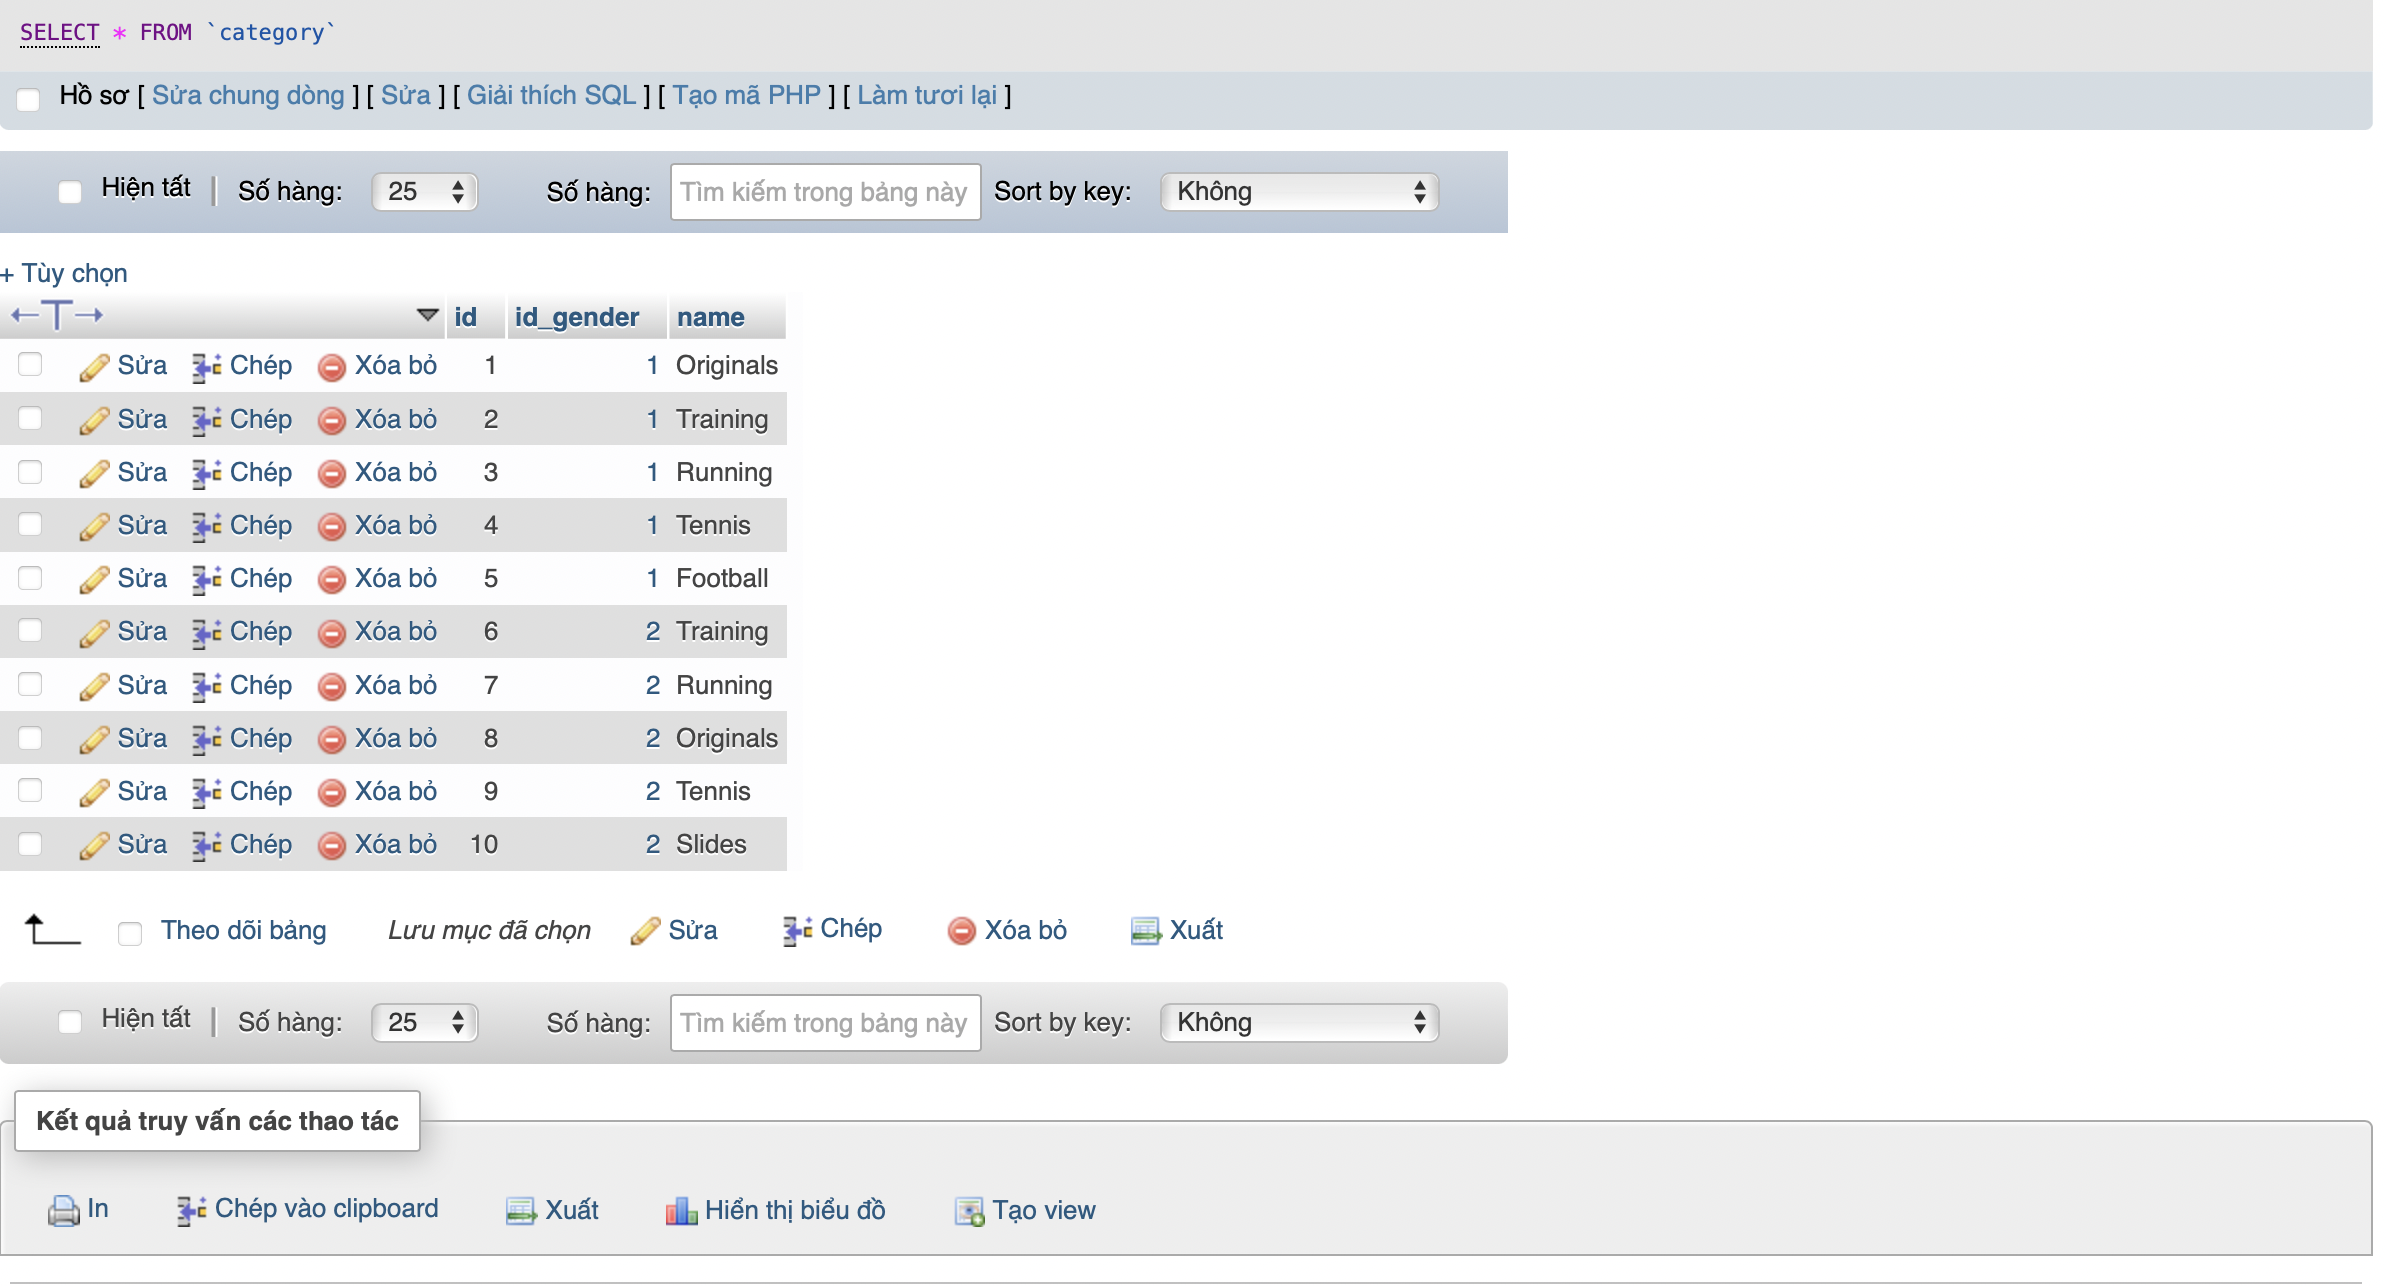 SELECT * FROM `category`
Hồ sơ [ Sửa chung dòng ] [ Sửa ] [ Giải thích SQL ] [ Tạo mã PHP ] [ Làm tươi lại ]
Hiện tất | Số hàng: 25 Số hàng: Tìm kiếm trong bảng này Sort by key: Không
+ Tùy chọn
←T→ id id_gender name
Sửa Chép Xóa bỏ 1 1 Originals
Sửa Chép Xóa bỏ 2 1 Training
Sửa Chép Xóa bỏ 3 1 Running
Sửa Chép Xóa bỏ 4 1 Tennis
Sửa Chép Xóa bỏ 5 1 Football
Sửa Chép Xóa bỏ 6 2 Training
Sửa Chép Xóa bỏ 7 2 Running
Sửa Chép Xóa bỏ 8 2 Originals
Sửa Chép Xóa bỏ 9 2 Tennis
Sửa Chép Xóa bỏ 10 2 Slides
Theo dõi bảng Lưu mục đã chọn Sửa Chép Xóa bỏ Xuất
Hiện tất | Số hàng: 25 Số hàng: Tìm kiếm trong bảng này Sort by key: Không
Kết quả truy vấn các thao tác
In Chép vào clipboard Xuất Hiển thị biểu đồ Tạo view